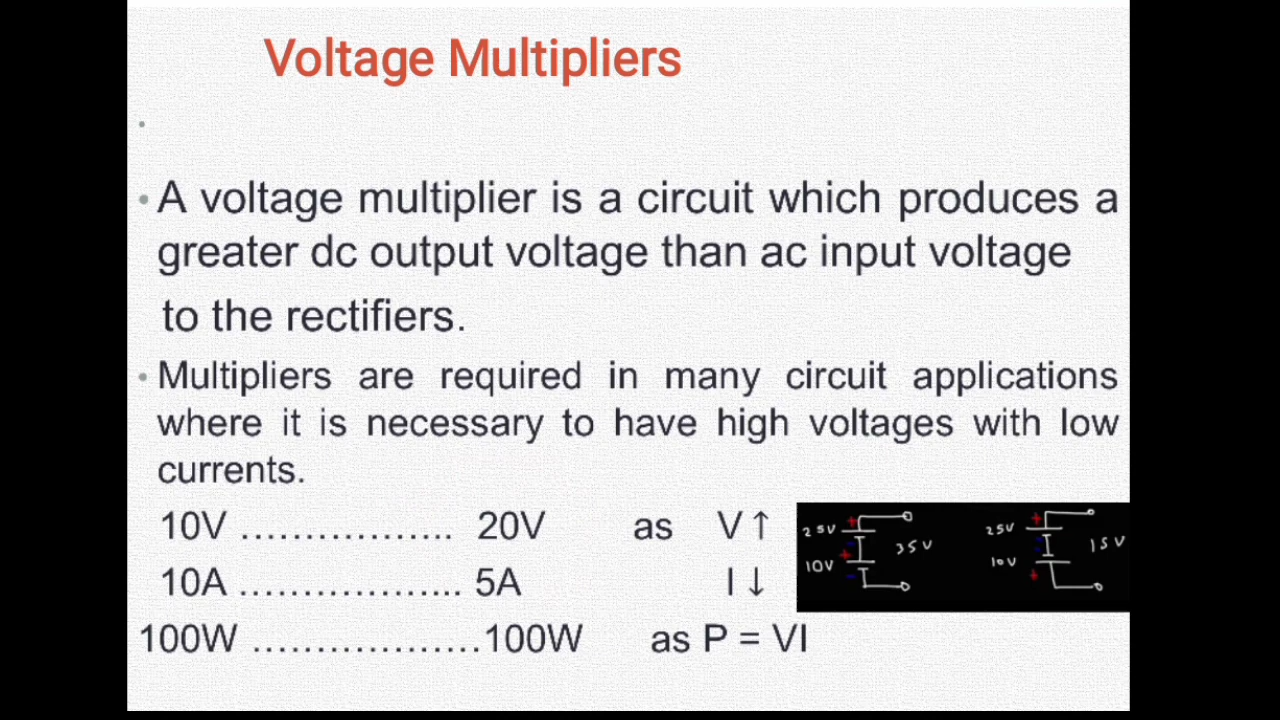 Voltage Multipliers
•
• A voltage multiplier is a circuit which produces a
greater dc output voltage than ac input voltage
to the rectifiers.
• Multipliers are required in many circuit applications
where it is necessary to have high voltages with low
currents.
10V ................. 20V as V ↑
10A ................... 5A I ↓
100W ...................100W as P = VI
25V + 35V
- +
10V -
25V + 15V
-
10V -
+